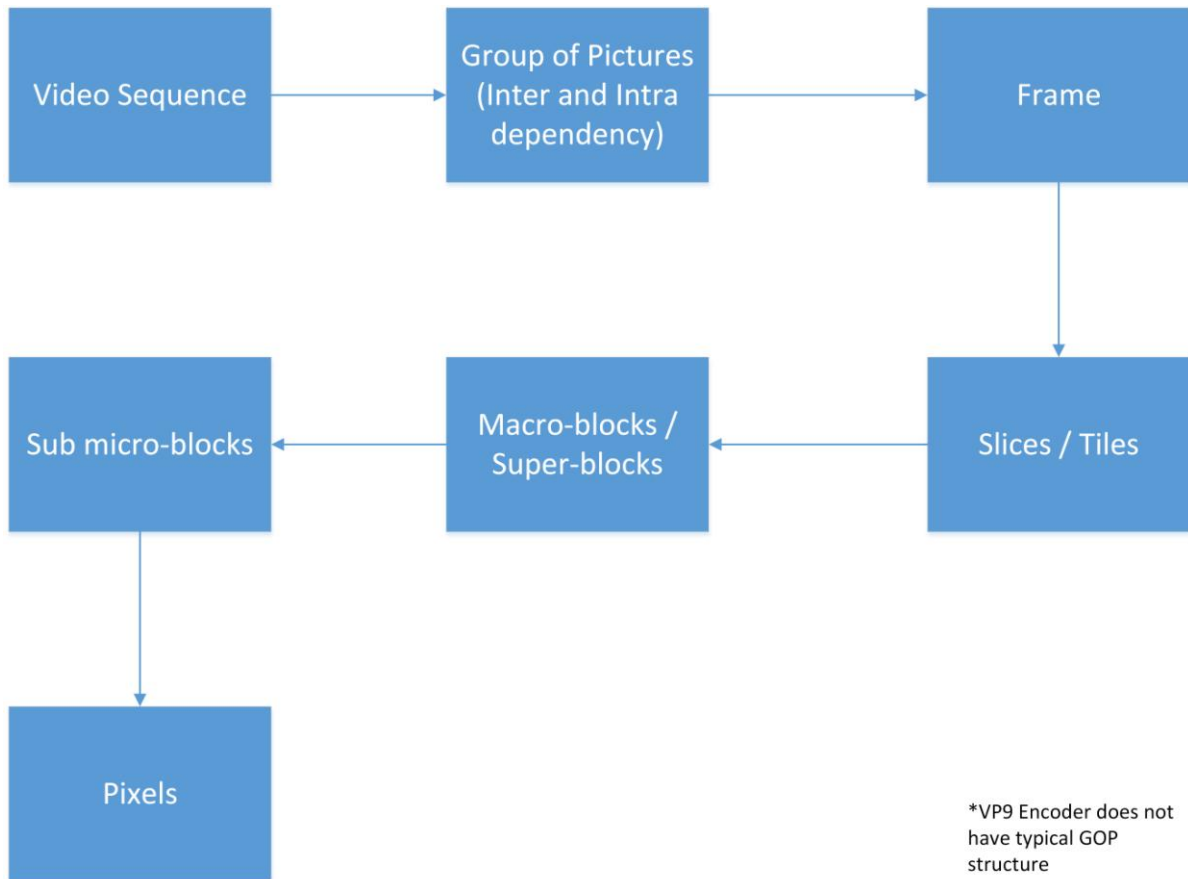 Video Sequence
Group of Pictures
(Inter and Intra
dependency)
Frame
Slices / Tiles
Macro-blocks /
Super-blocks
Sub micro-blocks
Pixels
*VP9 Encoder does not
have typical GOP
structure